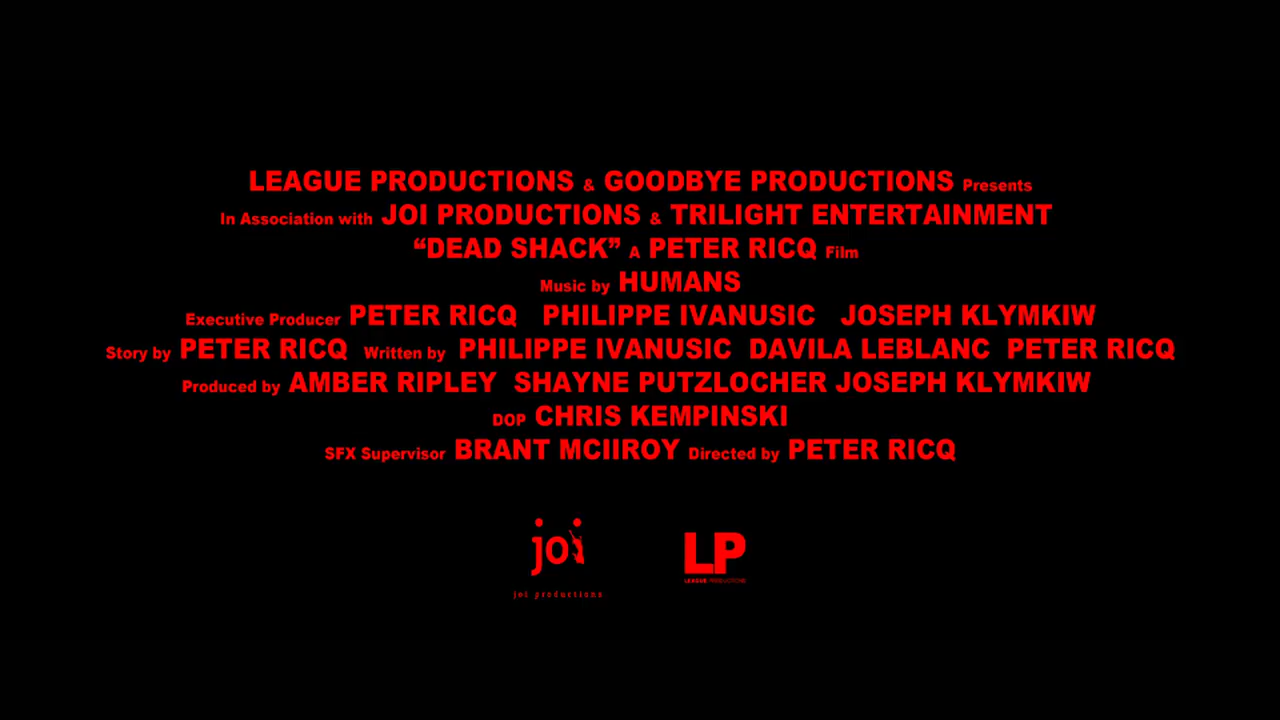 LEAGUE PRODUCTIONS & GOODBYE PRODUCTIONS Presents
In Association with JOI PRODUCTIONS & TRILIGHT ENTERTAINMENT
“DEAD SHACK” A PETER RICQ Film
Music by HUMANS
Executive Producer PETER RICQ PHILIPPE IVANUSIC JOSEPH KLYMKIW
Story by PETER RICQ Written by PHILIPPE IVANUSIC DAVILA LEBLANC PETER RICQ
Produced by AMBER RIPLEY SHAYNE PUTZLOCHER JOSEPH KLYMKIW
DOP CHRIS KEMPINSKI
SFX Supervisor BRANT MCIIROY Directed by PETER RICQ
joi
joi productions
LP
LEAGUE PRODUCTIONS